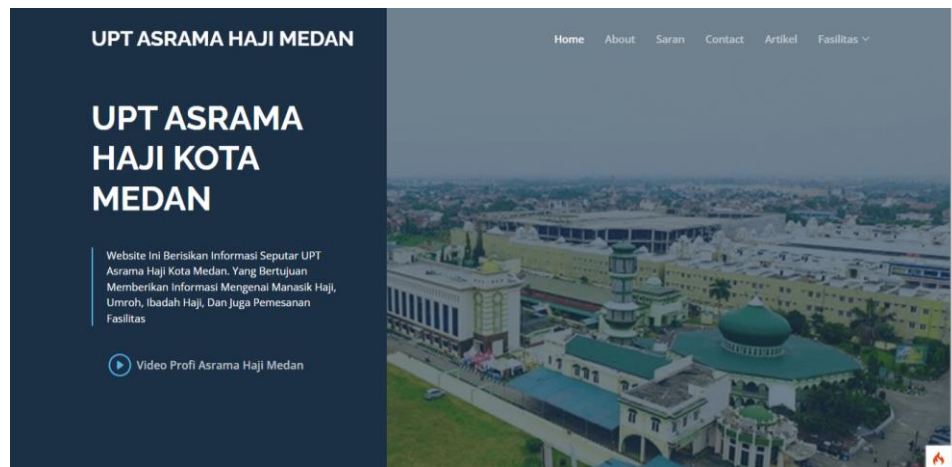 UPT ASRAMA HAJI MEDAN
Home About Saran Contact Artikel Fasilitas
UPT ASRAMA
HAJI KOTA
MEDAN
Website Ini Berisikan Informasi Seputar UPT
Asrama Haji Kota Medan. Yang Bertujuan
Memberikan Informasi Mengenai Manasik Haji,
Umroh, Ibadah Haji, Dan Juga Pemesanan
Fasilitas
Video Profi Asrama Haji Medan